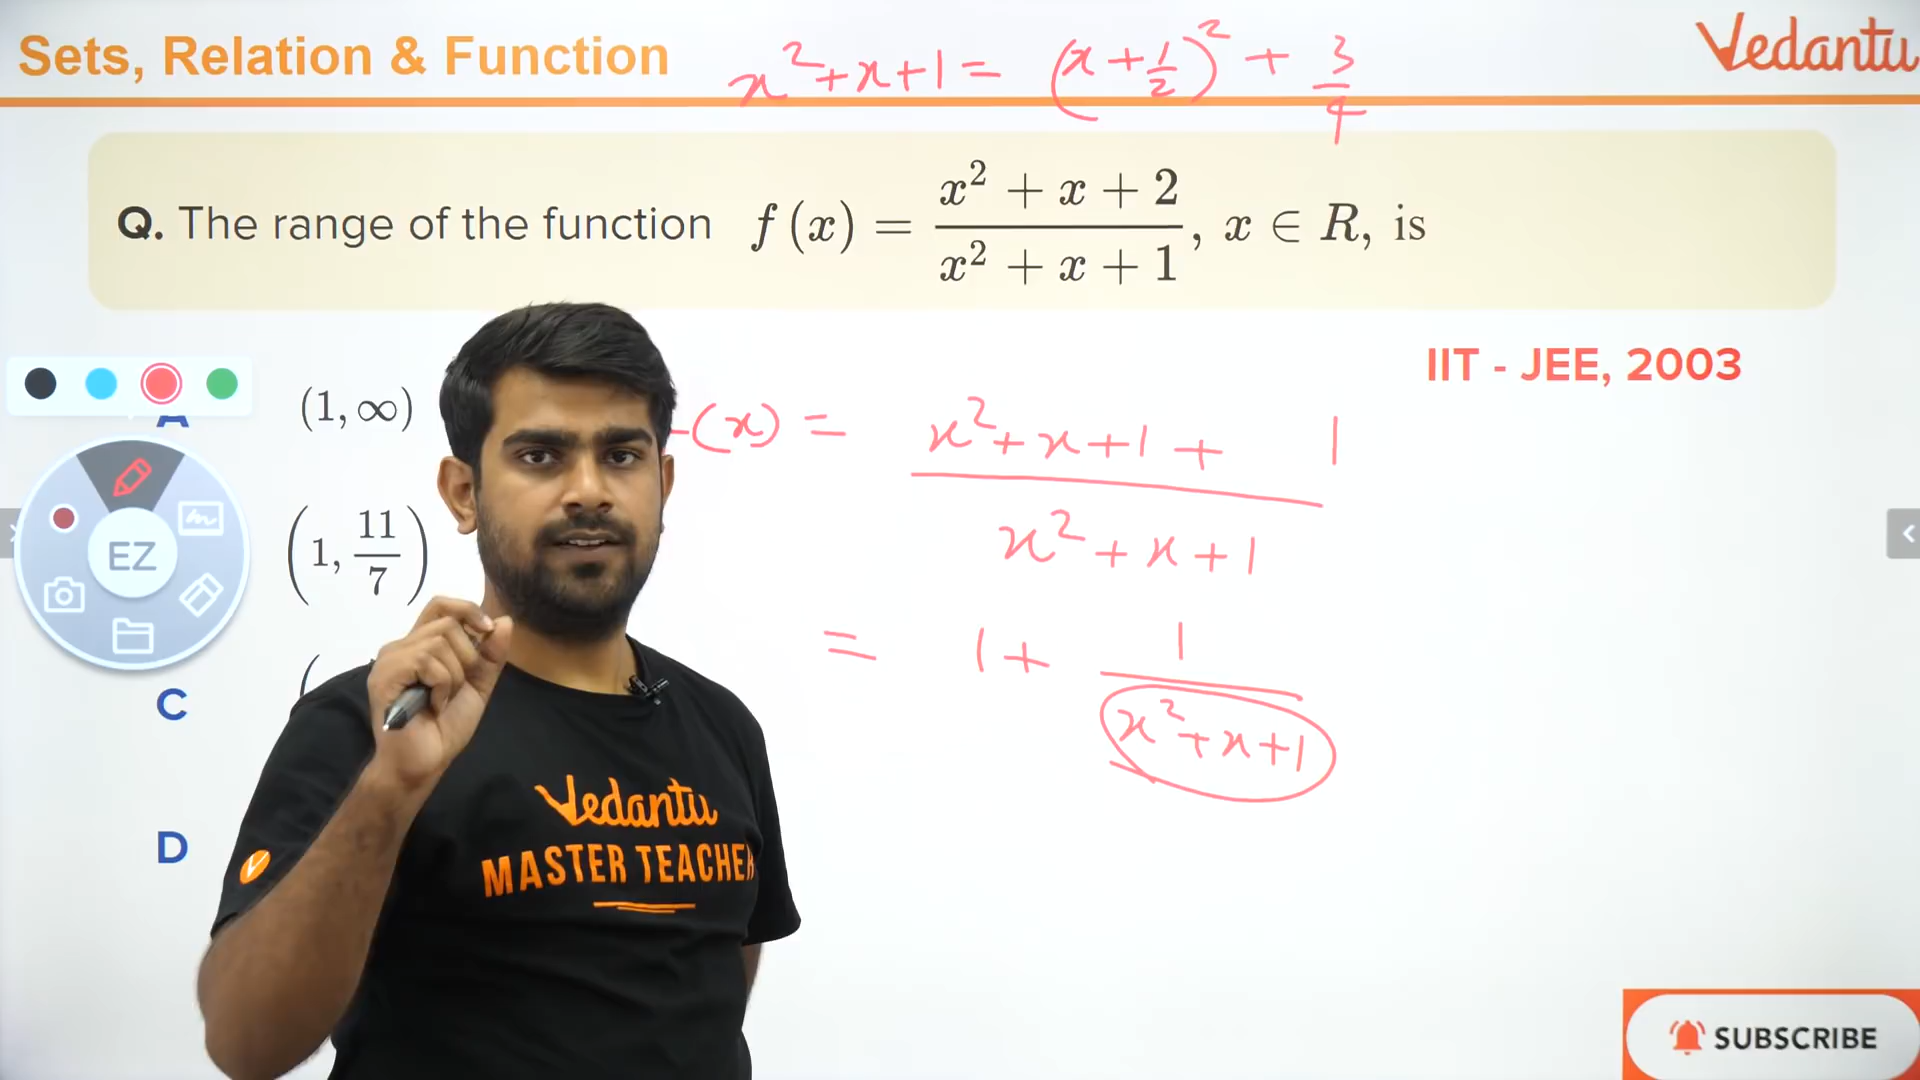 Sets, Relation & Function
x² + x + 1 = (x + 1/2)² + 3/4
Vedantu
Q. The range of the function f(x) = (x² + x + 2)/(x² + x + 1), x ∈ R, is
IIT - JEE, 2003
A (1, ∞)
(x) = (x² + x + 1 + 1)/(x² + x + 1)
(1, 11/7)
EZ
= 1 + 1/(x² + x + 1)
C (
D
Vedantu
MASTER TEACHER
SUBSCRIBE